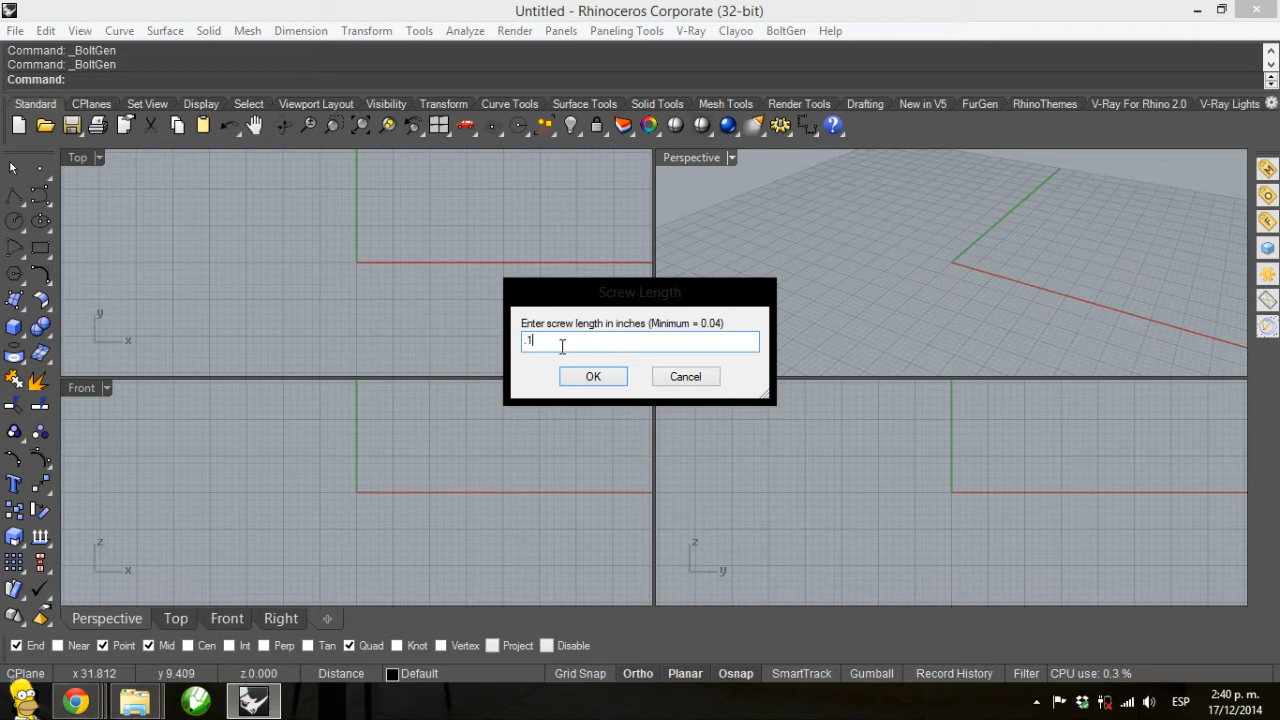 Untitled - Rhinoceros Corporate (32-bit)
File Edit View Curve Surface Solid Mesh Dimension Transform Tools Analyze Render Panels Paneling Tools V-Ray Clayoo BoltGen Help
Command: _BoltGen
Command: _BoltGen
Command:
Standard CPlanes Set View Display Select Viewport Layout Visibility Transform Curve Tools Surface Tools Solid Tools Mesh Tools Render Tools Drafting New in V5 FurGen RhinoThemes V-Ray For Rhino 2.0 V-Ray Lights
Top
Perspective
y
x
Screw Length
Enter screw length in inches (Minimum = 0.04)
.1
OK Cancel
Front
z
x
z
y
Perspective Top Front Right
End Near Point Mid Cen Int Perp Tan Quad Knot Vertex Project Disable
CPlane x 31.812 y 9.409 z 0.000 Distance Default Grid Snap Ortho Planar Osnap SmartTrack Gumball Record History Filter CPU use: 0.3 %
ESP
2:40 p. m.
17/12/2014